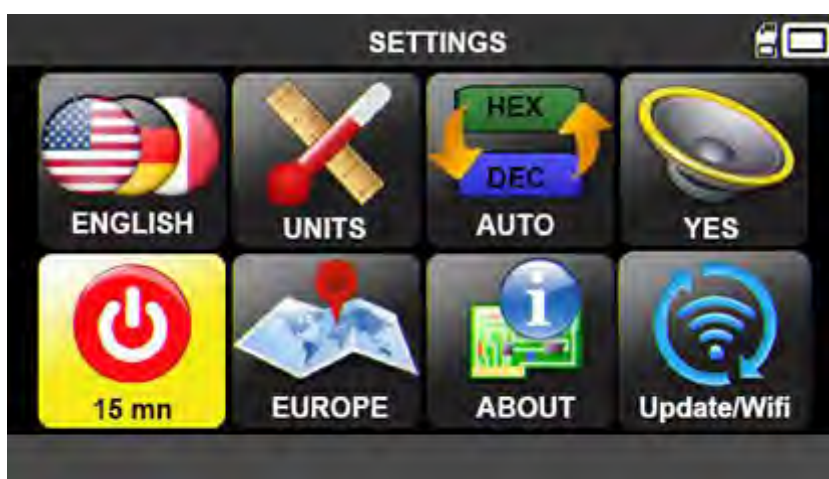 SETTINGS
HEX
DEC
ENGLISH
UNITS
AUTO
YES
15 mn
EUROPE
ABOUT
Update/Wifi